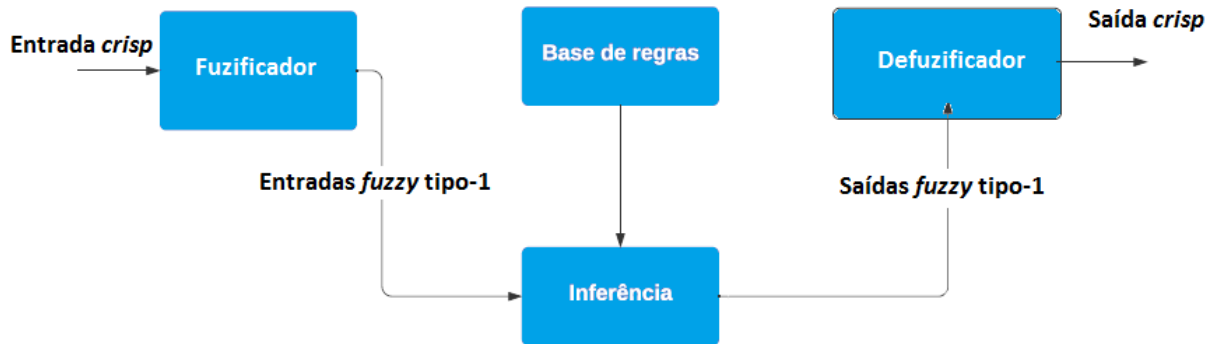 Entrada crisp
Fuzificador
Base de regras
Defuzificador
Saída crisp
Entradas fuzzy tipo-1
Saídas fuzzy tipo-1
Inferência